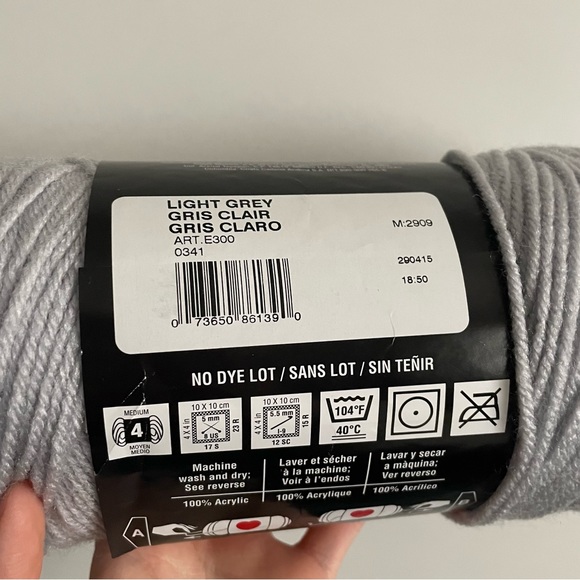 LIGHT GREY
GRIS CLAIR
GRIS CLARO
ART.E300
0341
M:2909
290415
18:50
0 73650 86139 0
NO DYE LOT / SANS LOT / SIN TEÑIR
MEDIUM
4
MOYEN
MEDIO
10 X 10 cm
4 X 4 in
5 mm
8 US
23 R
17 S
10 X 10 cm
4 X 4 in
5.5 mm
I-9
15 R
12 SC
104°F
40°C
Machine
wash and dry;
See reverse
100% Acrylic
Laver et sécher
à la machine;
Voir à l'endos
100% Acrylique
Lavar y secar
a màquina;
Ver reverso
100% Acrílico
A